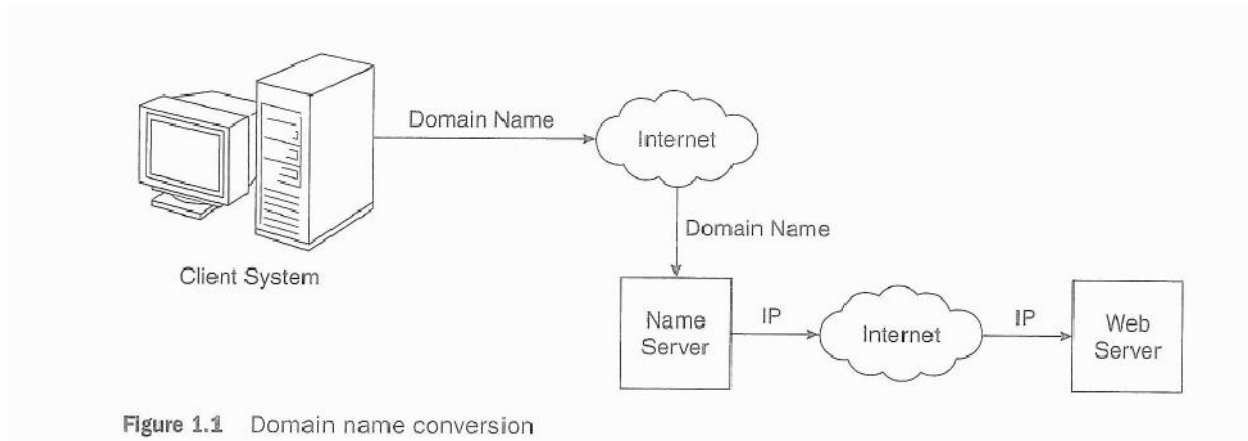 Domain Name
Internet
Domain Name
Client System
Name
Server
IP
Internet
IP
Web
Server
Figure 1.1 Domain name conversion